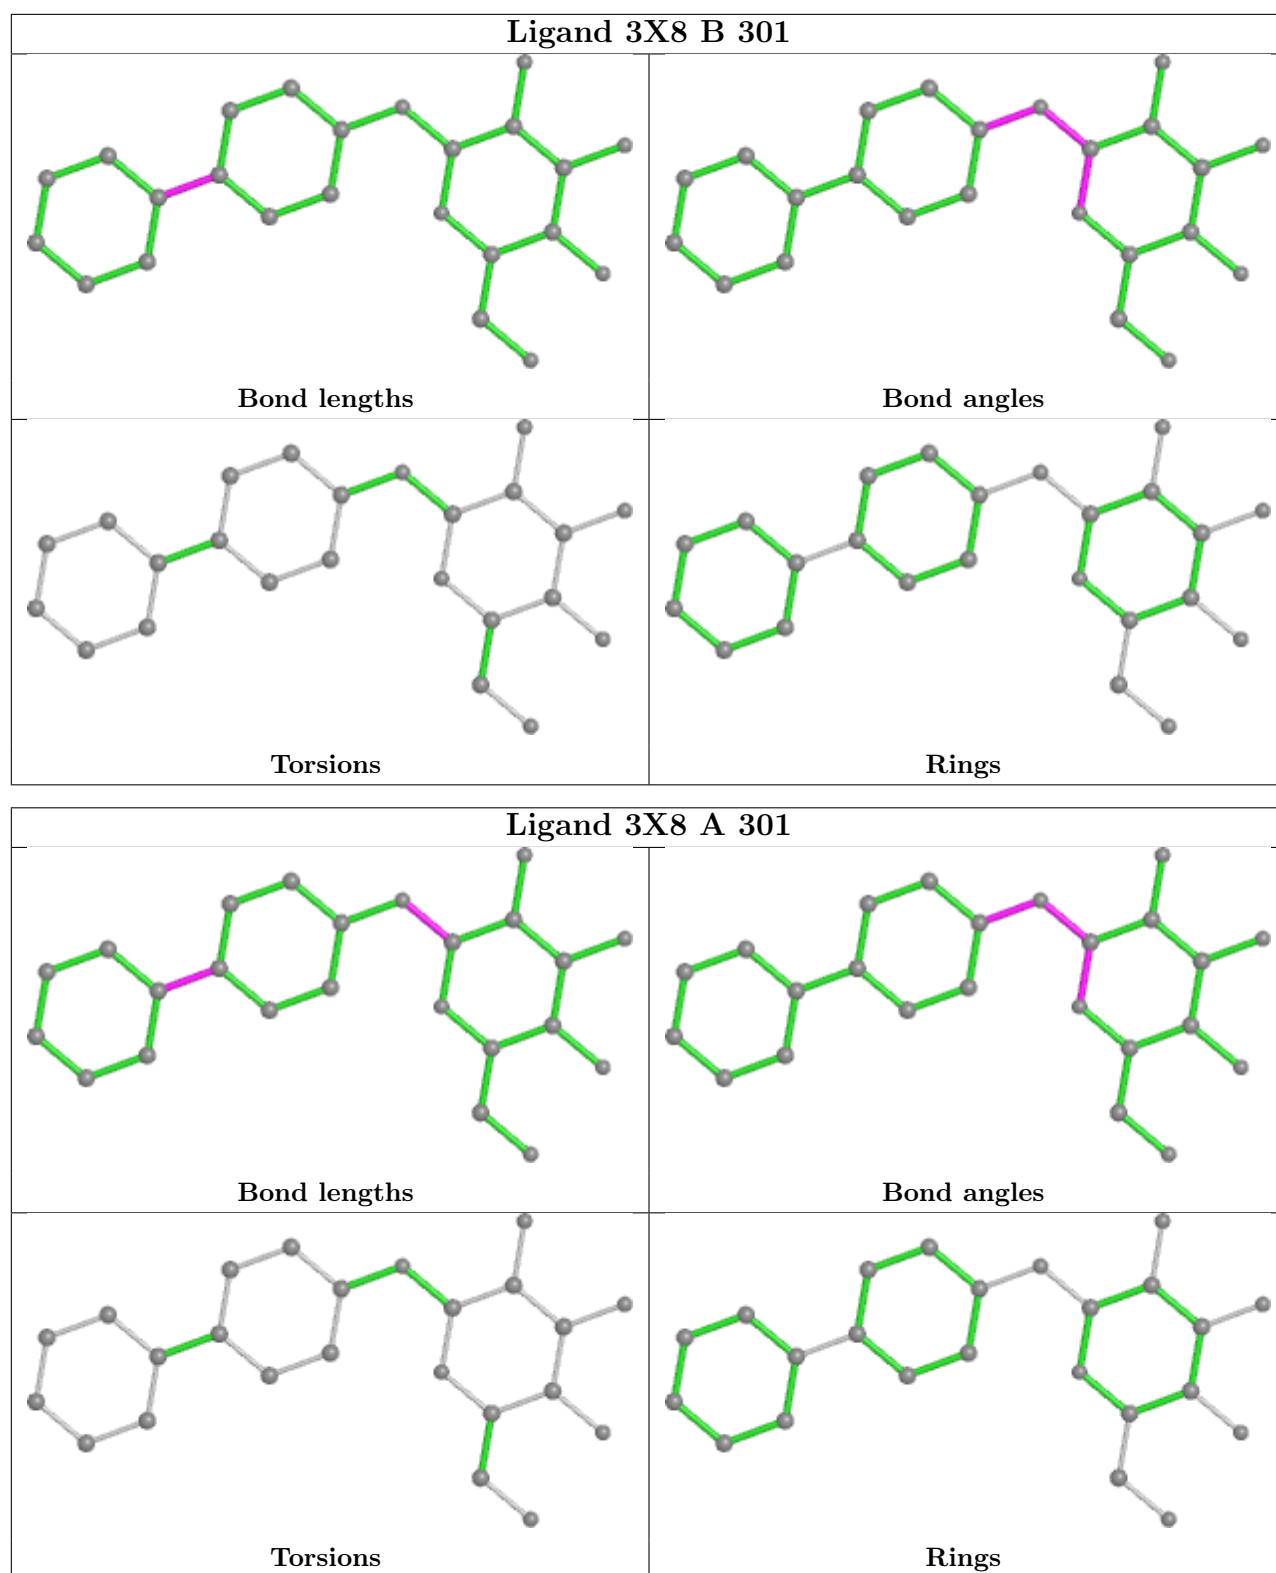 Ligand 3X8 B 301
Bond lengths
Bond angles
Torsions
Rings
Ligand 3X8 A 301
Bond lengths
Bond angles
Torsions
Rings